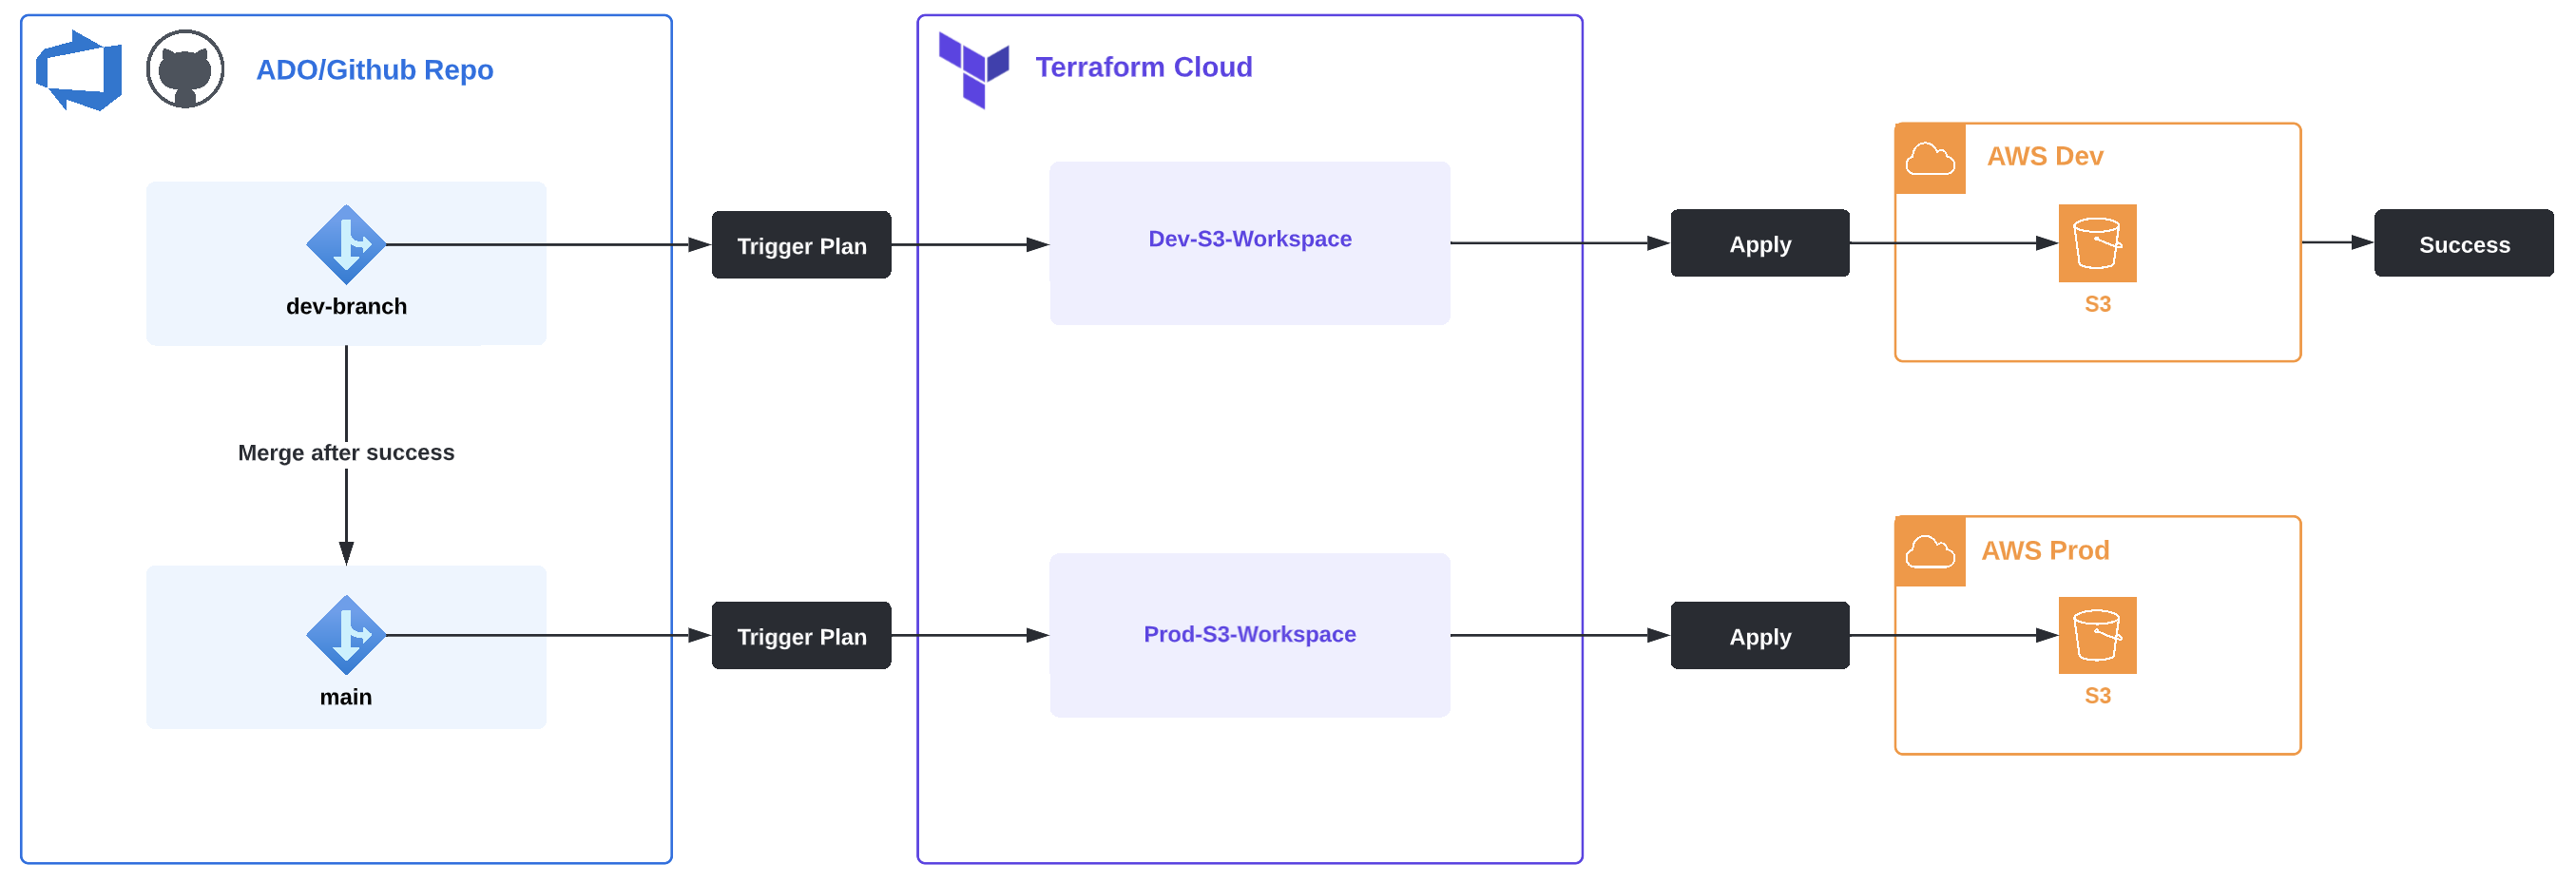 ADO/Github Repo
Terraform Cloud
AWS Dev
dev-branch
Trigger Plan
Dev-S3-Workspace
Apply
S3
Success
Merge after success
AWS Prod
main
Trigger Plan
Prod-S3-Workspace
Apply
S3